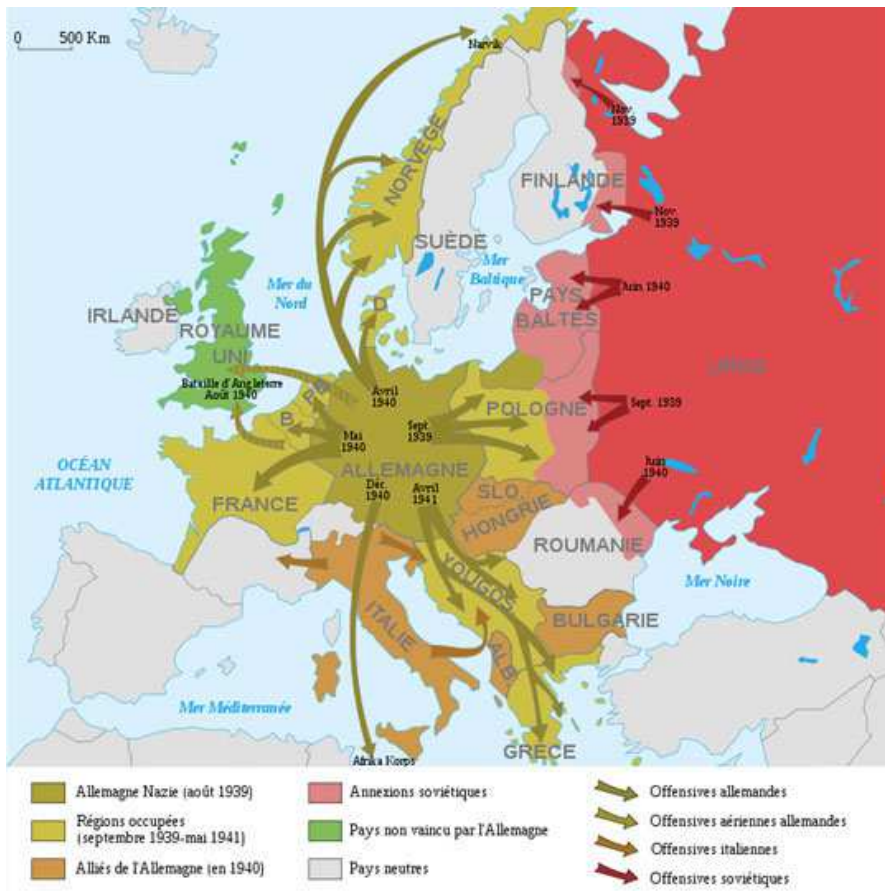 0 500 Km
Narvik
Nov.
1939
NORVÈGE
FINLANDE
Nov.
1939
SUÈDE
Mer
Baltique
Mer du
Nord
Juin 1940
PAYS
BALTES
D
IRLANDE
ROYAUME
UNI
URSS
Bataille d'Angleterre
Août 1940
PB
Avril
1940
B
Sept. 1939
POLOGNE
Sept.
1939
Mai
1940
OCÉAN
ATLANTIQUE
ALLEMAGNE
Juin
1940
Déc.
1940
Avril
1941
SLO.
FRANCE
HONGRIE
ROUMANIE
YOUGOS.
Mer Noire
ITALIE
BULGARIE
ALB.
Mer Méditerranée
GRÈCE
Afrika Korps
Allemagne Nazie (août 1939)
Régions occupées
(septembre 1939-mai 1941)
Alliés de l'Allemagne (en 1940)
Annexions soviétiques
Pays non vaincu par l'Allemagne
Pays neutres
Offensives allemandes
Offensives aériennes allemandes
Offensives italiennes
Offensives soviétiques